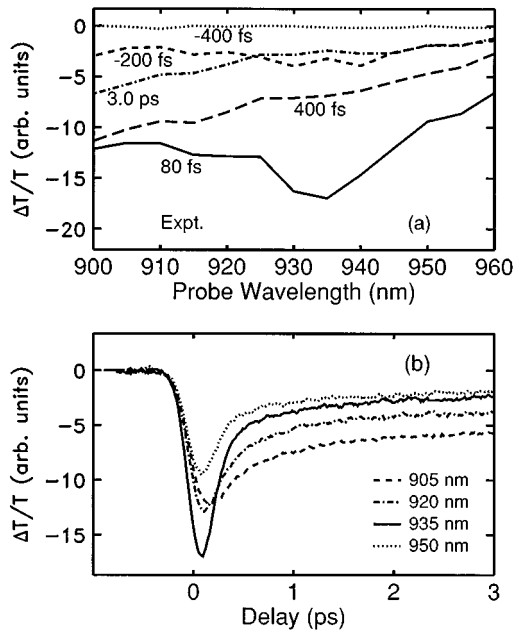 0
-400 fs
-200 fs
−5
3.0 ps
400 fs
−10
80 fs
−15
Expt.
(a)
−20
ΔT/T (arb. units)
900 910 920 930 940 950 960
Probe Wavelength (nm)
(b)
0
−5
−10
−15
ΔT/T (arb. units)
905 nm
920 nm
935 nm
950 nm
0 1 2 3
Delay (ps)